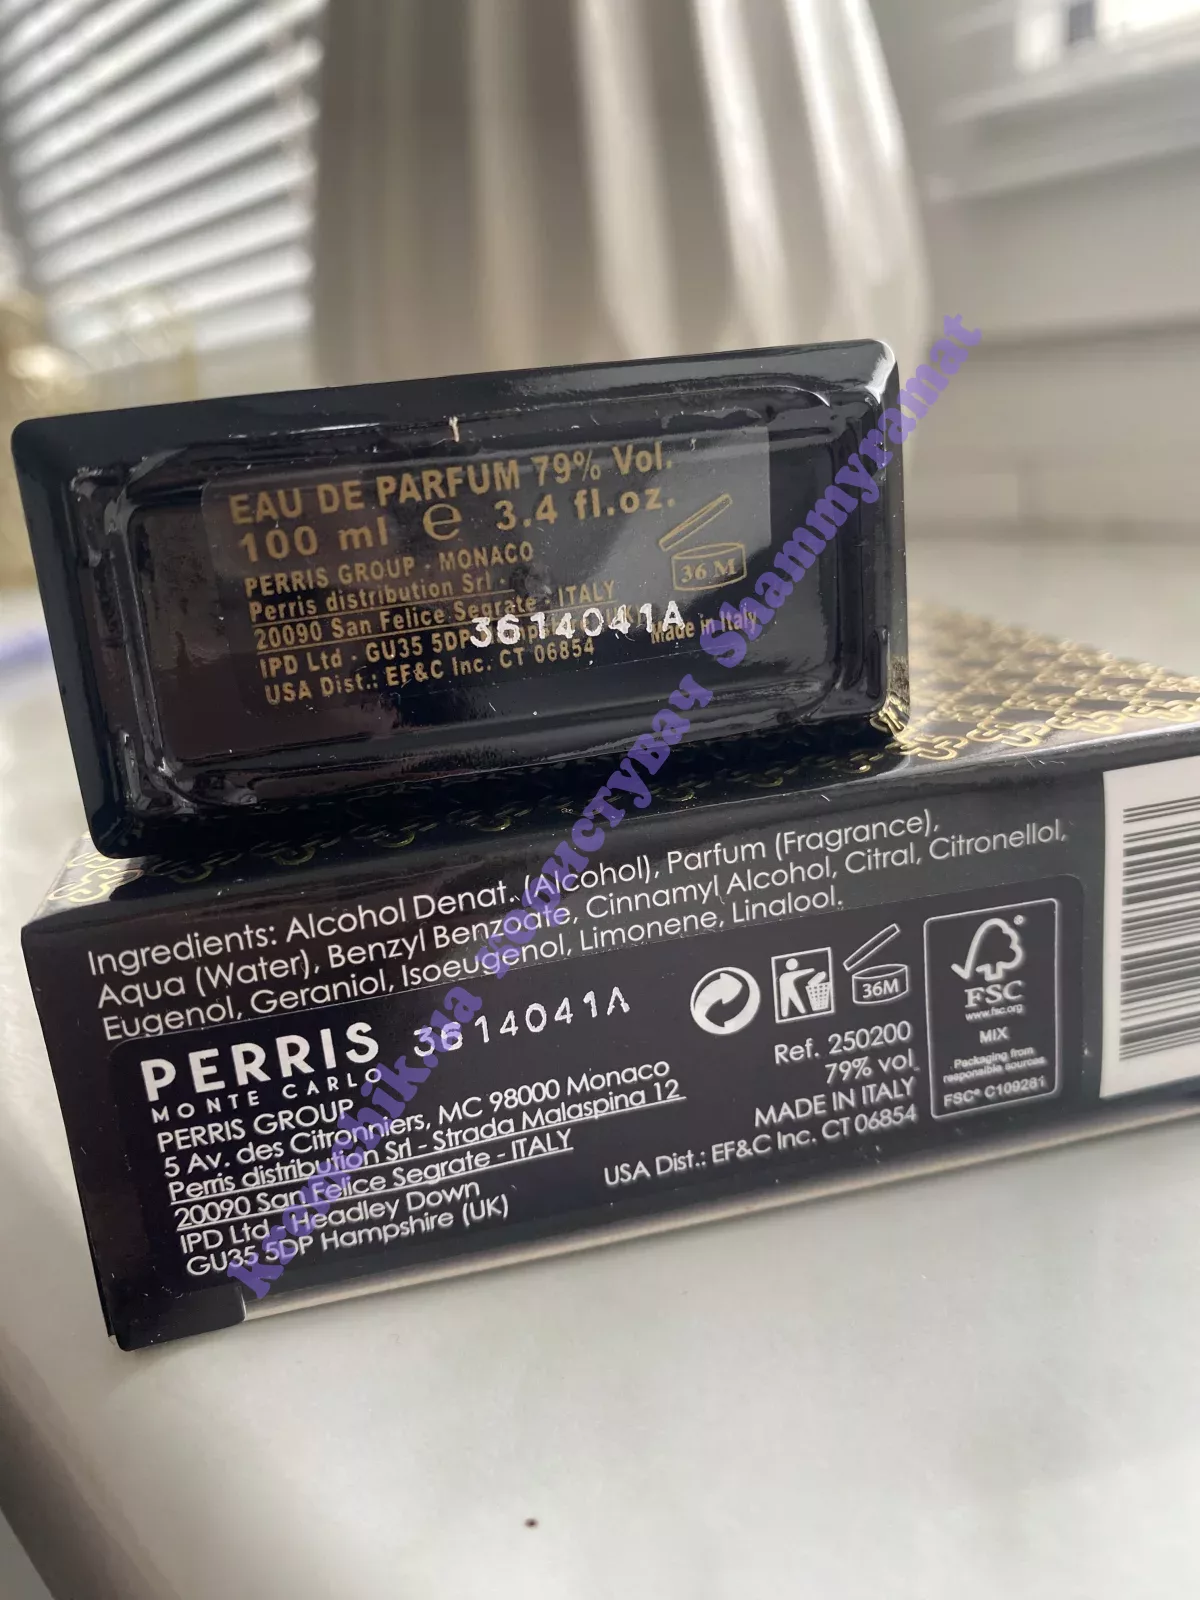 EAU DE PARFUM 79% Vol.
100 ml e 3.4 fl.oz.
PERRIS GROUP - MONACO
Perris distribution Srl -
20090 San Felice Segrate - ITALY
IPD Ltd - GU35 5DP
3614041A
USA Dist.: EF&C Inc. CT 06854
36 M
Made in Italy
Ingredients: Alcohol Denat. (Alcohol), Parfum (Fragrance),
Aqua (Water), Benzyl Benzoate, Cinnamyl Alcohol, Citral, Citronellol,
Eugenol, Geraniol, Isoeugenol, Limonene, Linalool.
PERRIS
MONTE CARLO
3614041A
PERRIS GROUP
5 Av. des Citronniers, MC 98000 Monaco
Perris distribution Srl - Strada Malaspina 12
20090 San Felice Segrate - ITALY
IPD Ltd - Headley Down
GU35 5DP Hampshire (UK)
36M
Ref. 250200
79% vol.
MADE IN ITALY
USA Dist.: EF&C Inc. CT 06854
FSC
www.fsc.org
MIX
Packaging from
responsible sources
FSC® C109281
kosmychik.ua користувач Shammyramat